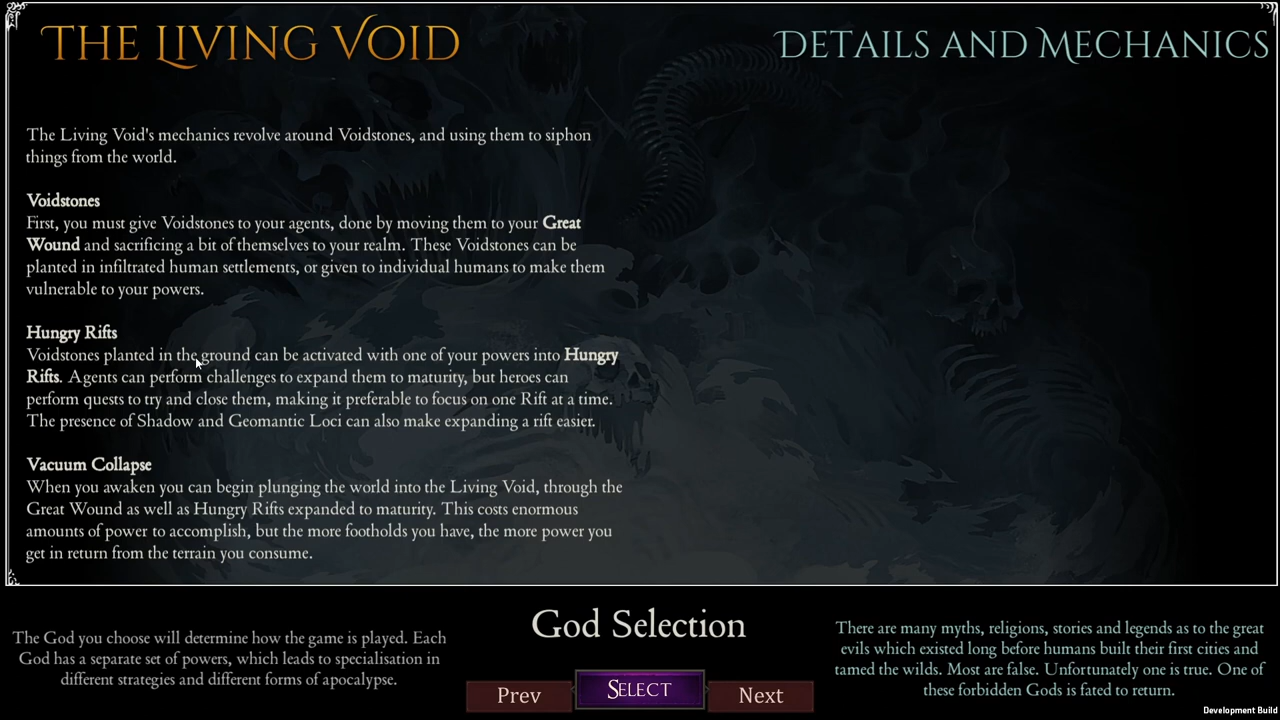 THE LIVING VOID
DETAILS AND MECHANICS
The Living Void's mechanics revolve around Voidstones, and using them to siphon
things from the world.
Voidstones
First, you must give Voidstones to your agents, done by moving them to your Great
Wound and sacrificing a bit of themselves to your realm. These Voidstones can be
planted in infiltrated human settlements, or given to individual humans to make them
vulnerable to your powers.
Hungry Rifts
Voidstones planted in the ground can be activated with one of your powers into Hungry
Rifts. Agents can perform challenges to expand them to maturity, but heroes can
perform quests to try and close them, making it preferable to focus on one Rift at a time.
The presence of Shadow and Geomantic Loci can also make expanding a rift easier.
Vacuum Collapse
When you awaken you can begin plunging the world into the Living Void, through the
Great Wound as well as Hungry Rifts expanded to maturity. This costs enormous
amounts of power to accomplish, but the more footholds you have, the more power you
get in return from the terrain you consume.
The God you choose will determine how the game is played. Each
God has a separate set of powers, which leads to specialisation in
different strategies and different forms of apocalypse.
God Selection
Prev
SELECT
Next
There are many myths, religions, stories and legends as to the great
evils which existed long before humans built their first cities and
tamed the wilds. Most are false. Unfortunately one is true. One of
these forbidden Gods is fated to return.
Development Build